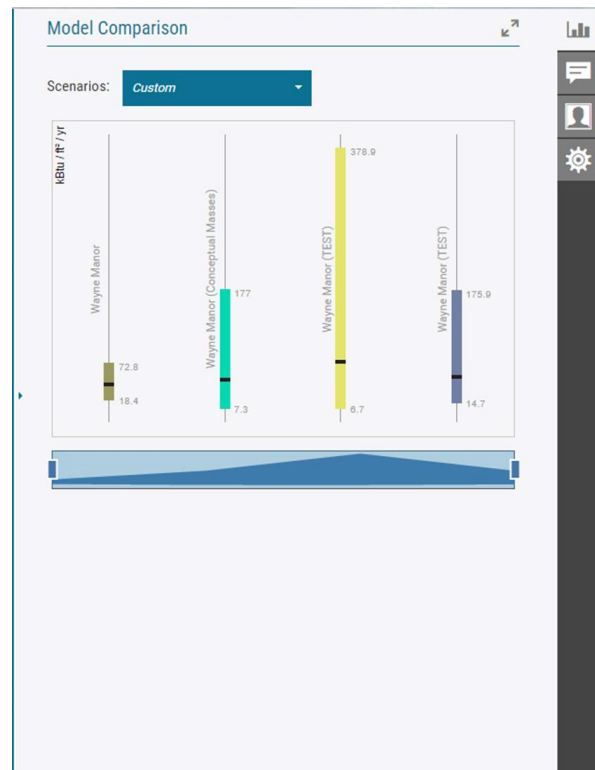 Model Comparison
Scenarios:
Custom
kBtu / ft² / yr
Wayne Manor
72.8
18.4
Wayne Manor (Conceptual Masses)
177
7.3
Wayne Manor (TEST)
378.9
6.7
Wayne Manor (TEST)
175.9
14.7